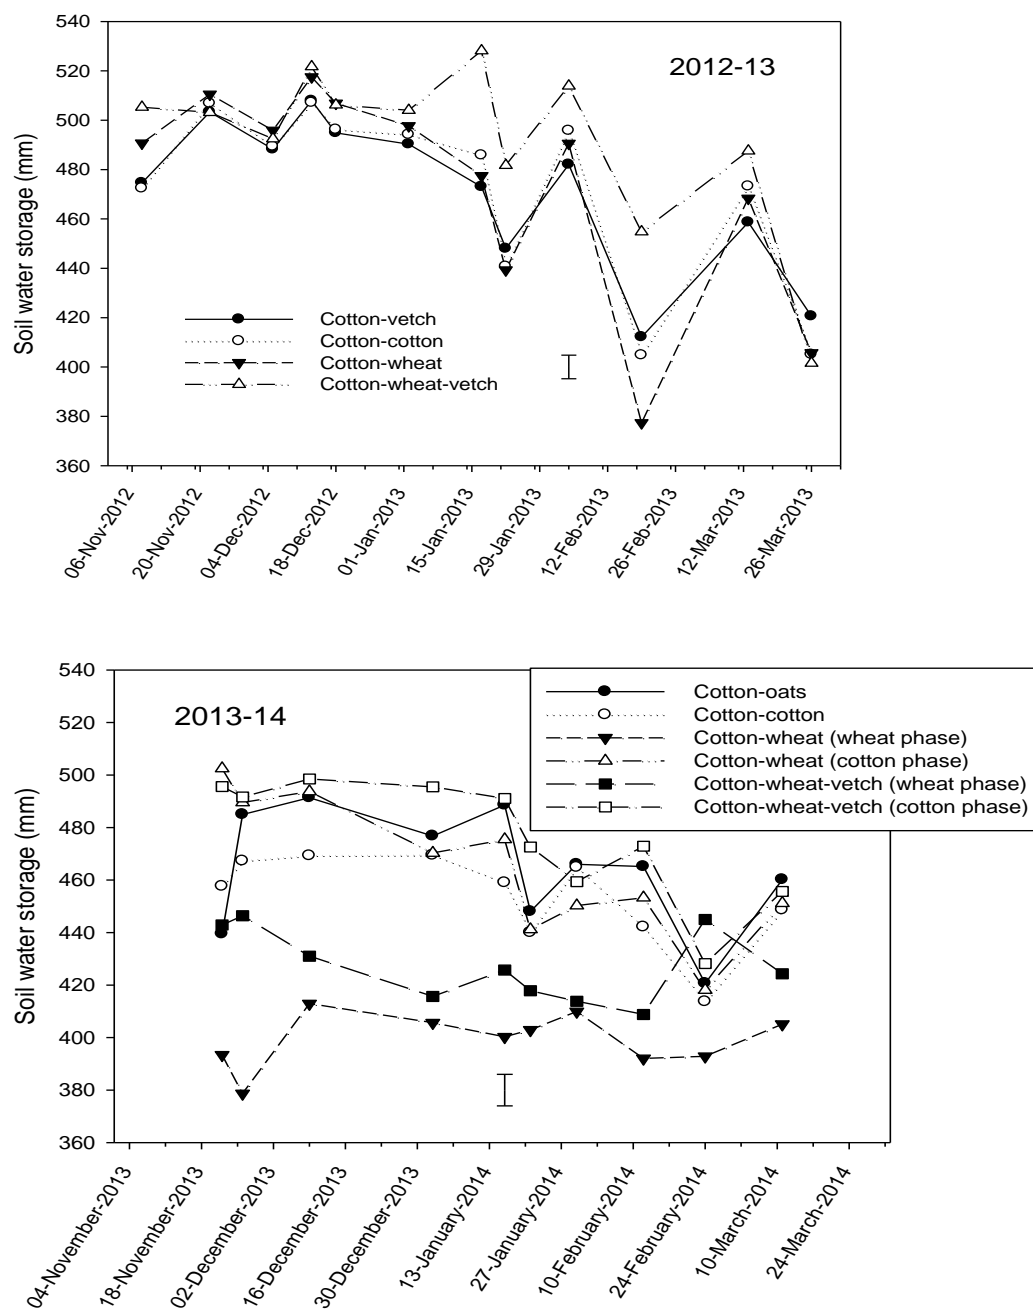 540
2012-13
520
500
480
460
440
420
400
380
360
Soil water storage (mm)
Cotton-vetch
Cotton-cotton
Cotton-wheat
Cotton-wheat-vetch
06-Nov-2012
20-Nov-2012
04-Dec-2012
18-Dec-2012
01-Jan-2013
15-Jan-2013
29-Jan-2013
12-Feb-2013
26-Feb-2013
12-Mar-2013
26-Mar-2013
540
2013-14
520
500
480
460
440
420
400
380
360
Soil water storage (mm)
Cotton-oats
Cotton-cotton
Cotton-wheat (wheat phase)
Cotton-wheat (cotton phase)
Cotton-wheat-vetch (wheat phase)
Cotton-wheat-vetch (cotton phase)
04-November-2013
18-November-2013
02-December-2013
16-December-2013
30-December-2013
13-January-2014
27-January-2014
10-February-2014
24-February-2014
10-March-2014
24-March-2014